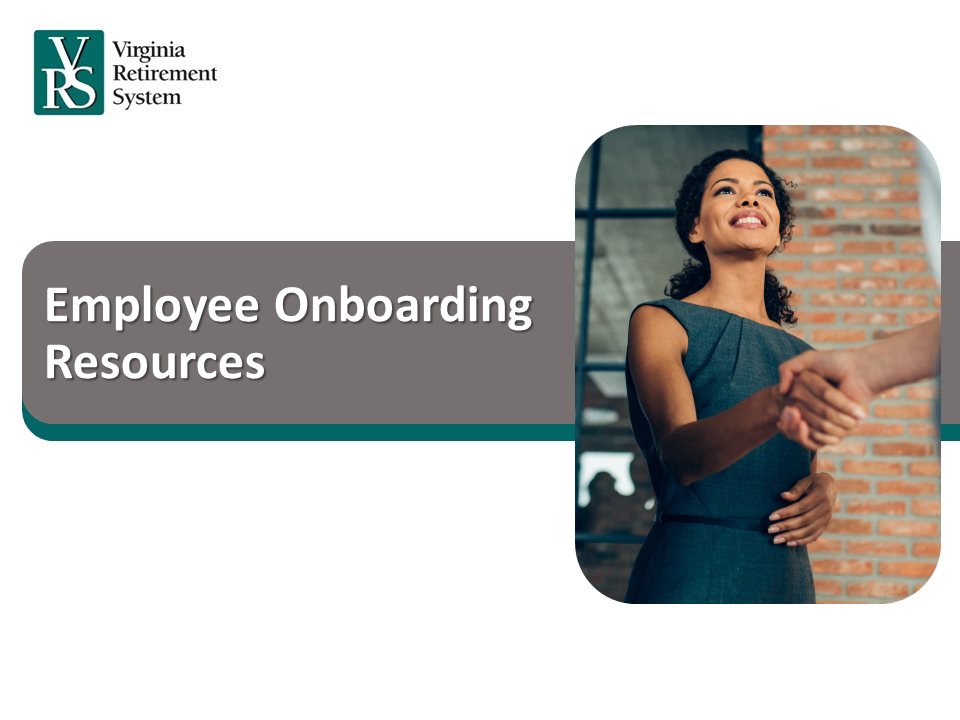 VRS
Virginia
Retirement
System
Employee Onboarding
Resources